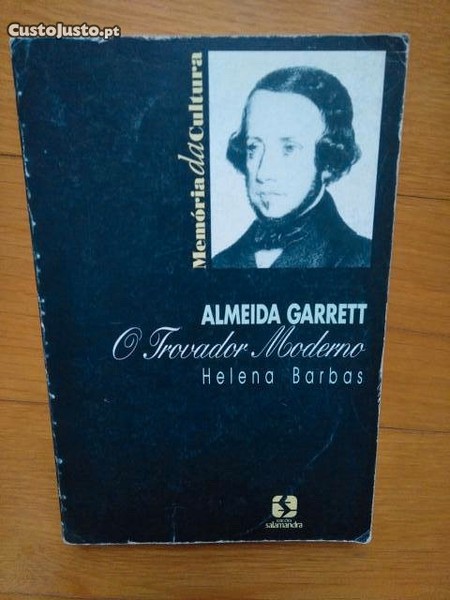 CustoJusto.pt
Memória da Cultura
ALMEIDA GARRETT
O Trovador Moderno
Helena Barbas
salamandra